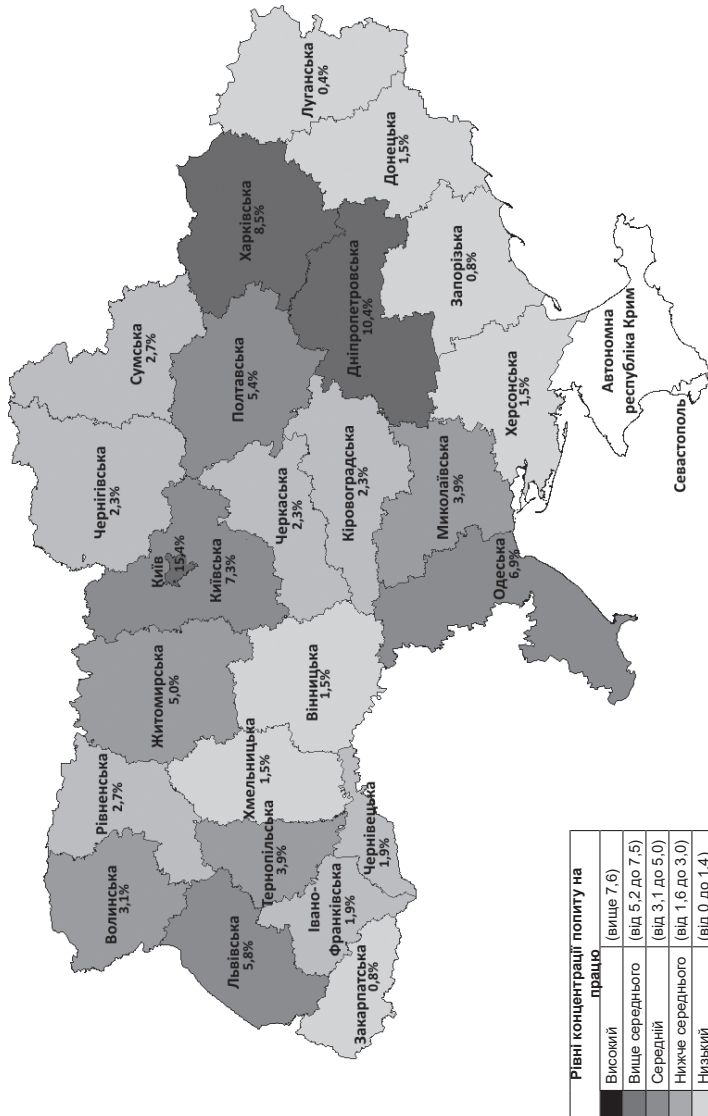 Волинська
3,1%
Рівненська
2,7%
Житомирська
5,0%
Київ
15,4%
Київська
7,3%
Чернігівська
2,3%
Сумська
2,7%
Львівська
5,8%
Тернопільська
3,9%
Хмельницька
1,5%
Вінницька
1,5%
Черкаська
2,3%
Полтавська
5,4%
Харківська
8,5%
Луганська
0,4%
Закарпатська
0,8%
Івано-
Франківська
1,9%
Чернівецька
1,9%
Кіровоградська
2,3%
Дніпропетровська
10,4%
Донецька
1,5%
Одеська
6,9%
Миколаївська
3,9%
Херсонська
1,5%
Запорізька
0,8%
Автономна
республіка Крим
Севастополь
Рівні концентрації попиту на
працю
Високий (вище 7,6)
Вище середнього (від 5,2 до 7,5)
Середній (від 3,1 до 5,0)
Нижче середнього (від 1,6 до 3,0)
Низький (від 0 до 1,4)